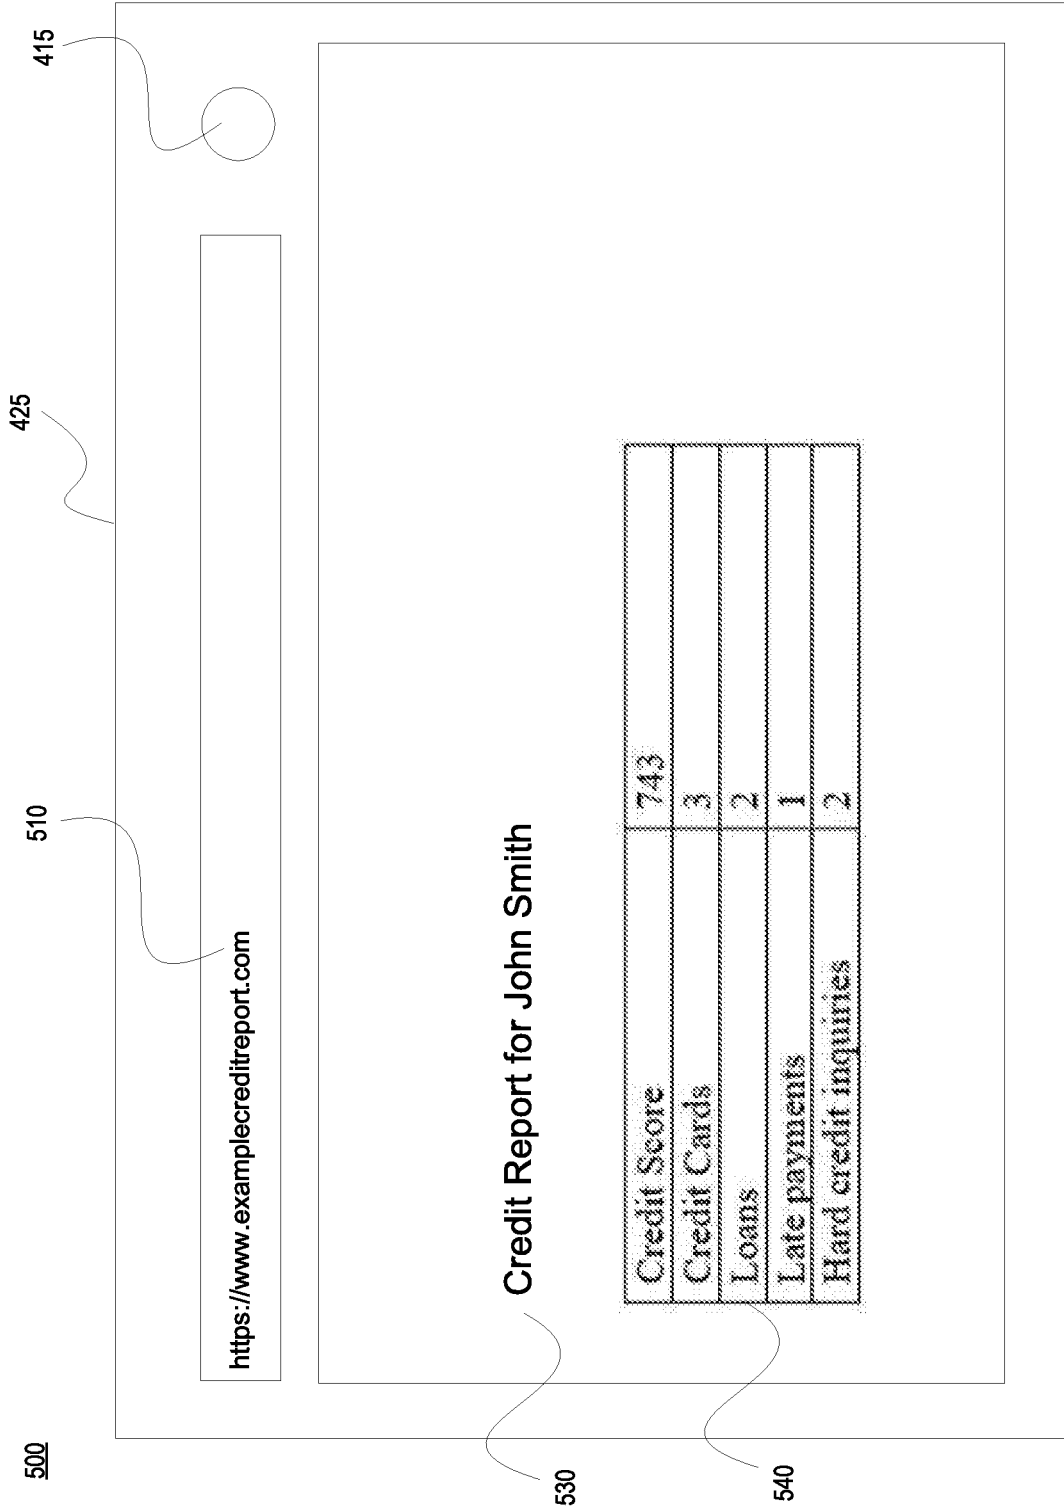 500
425
415
510
https://www.examplecreditreport.com
530
Credit Report for John Smith
540
Credit Score 743
Credit Cards 3
Loans 2
Late payments 1
Hard credit inquiries 2